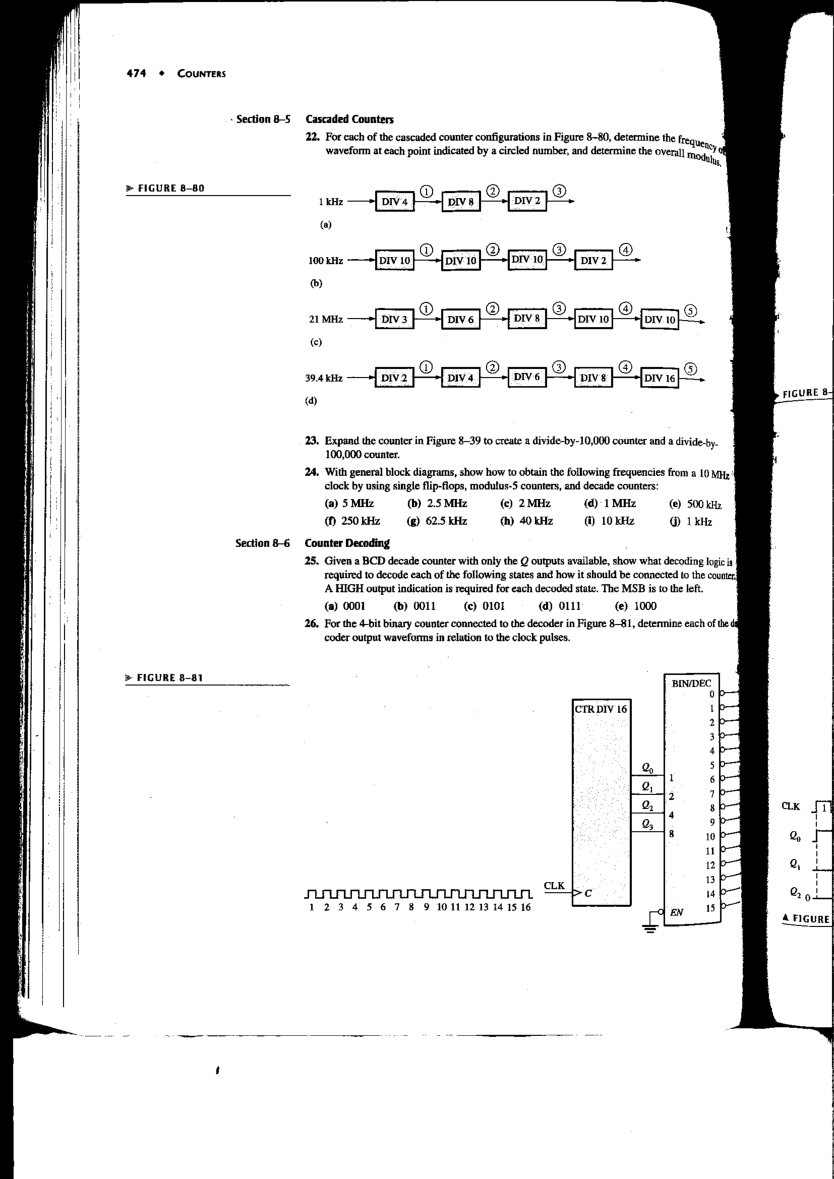 474 • COUNTERS
Section 8–5 Cascaded Counters
22. For each of the cascaded counter configurations in Figure 8–80, determine the frequency of
waveform at each point indicated by a circled number, and determine the overall modulus.
▶ FIGURE 8–80
1 kHz DIV 4 ① DIV 8 ② DIV 2 ③
(a)
100 kHz DIV 10 ① DIV 10 ② DIV 10 ③ DIV 2 ④
(b)
21 MHz DIV 3 ① DIV 6 ② DIV 8 ③ DIV 10 ④ DIV 10 ⑤
(c)
39.4 kHz DIV 2 ① DIV 4 ② DIV 6 ③ DIV 8 ④ DIV 16 ⑤
(d)
23. Expand the counter in Figure 8–39 to create a divide-by-10,000 counter and a divide-by-
100,000 counter.
24. With general block diagrams, show how to obtain the following frequencies from a 10 MHz
clock by using single flip-flops, modulus-5 counters, and decade counters:
(a) 5 MHz (b) 2.5 MHz (c) 2 MHz (d) 1 MHz (e) 500 kHz
(f) 250 kHz (g) 62.5 kHz (h) 40 kHz (i) 10 kHz (j) 1 kHz
Section 8–6 Counter Decoding
25. Given a BCD decade counter with only the Q outputs available, show what decoding logic is
required to decode each of the following states and how it should be connected to the counter.
A HIGH output indication is required for each decoded state. The MSB is to the left.
(a) 0001 (b) 0011 (c) 0101 (d) 0111 (e) 1000
26. For the 4-bit binary counter connected to the decoder in Figure 8–81, determine each of the
coder output waveforms in relation to the clock pulses.
▶ FIGURE 8–81
BIN/DEC
CTR DIV 16
0
1
2
3
4
5
6
7
8
9
10
11
12
13
14
15
Q0 1
Q1 2
Q2 4
Q3 8
CLK C
1 2 3 4 5 6 7 8 9 10 11 12 13 14 15 16
EN
FIGURE 8-
CLK 1
Q0
Q1
Q2 0
▲ FIGURE